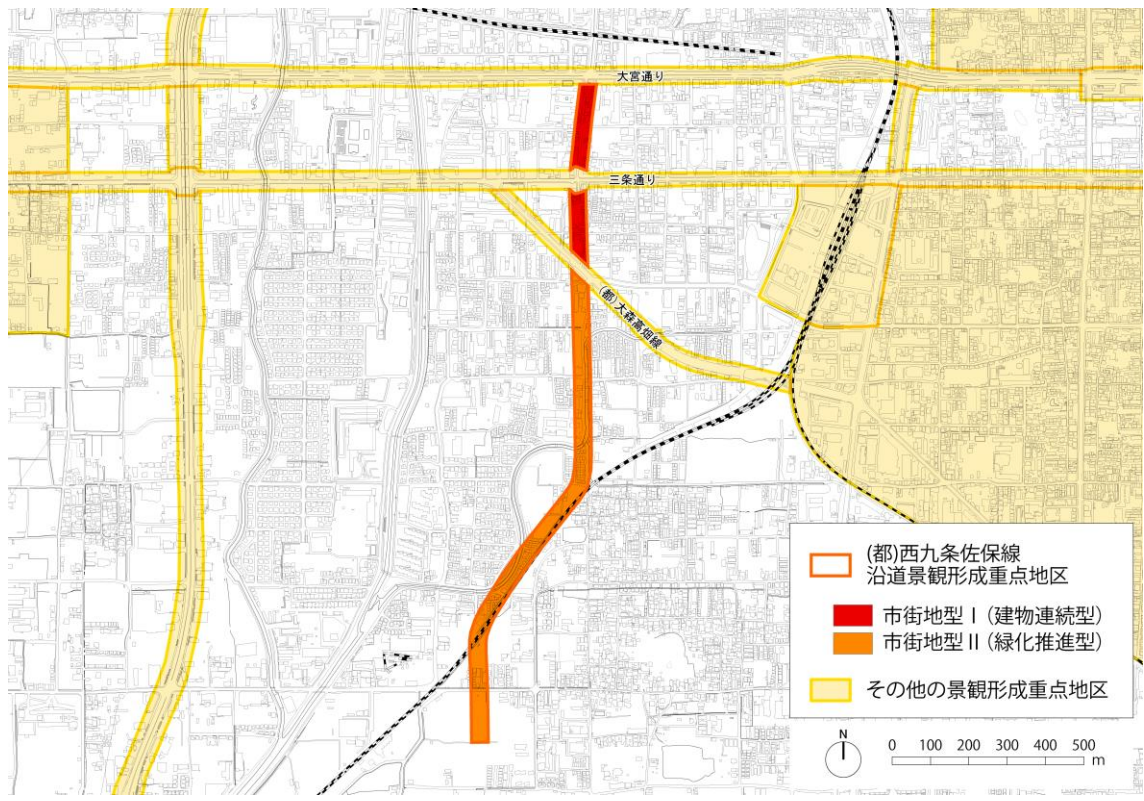 大宮通り
三条通り
(都)大森高畑線
(都)西九条佐保線
沿道景観形成重点地区
市街地型Ⅰ(建物連続型)
市街地型Ⅱ(緑化推進型)
その他の景観形成重点地区
N
0 100 200 300 400 500
m